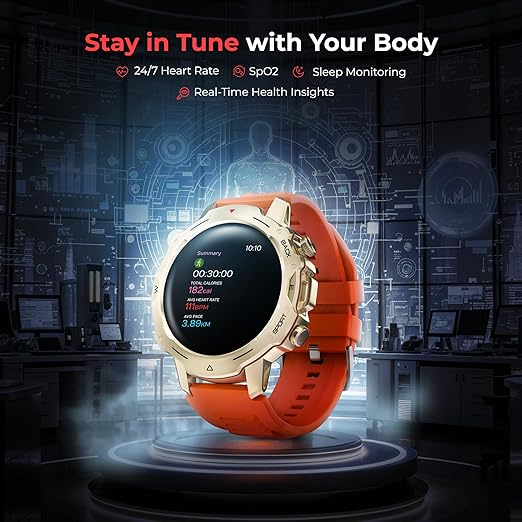 Stay in Tune with Your Body
24/7 Heart Rate SpO2 Sleep Monitoring
Real-Time Health Insights
10:10
Summary
00:30:00
TOTAL CALORIES
182cal
AVG HEART RATE
111BPM
AVG PACE
3.89KM
BACK
SPORT